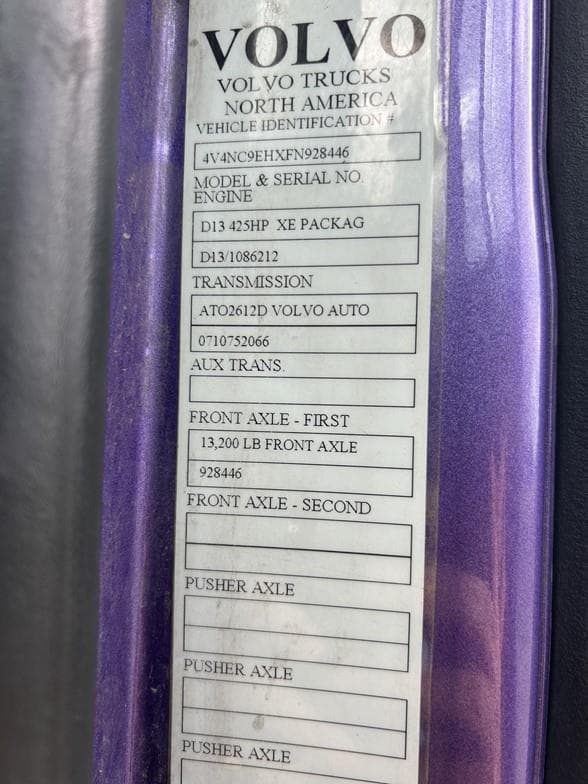 VOLVO
VOLVO TRUCKS
NORTH AMERICA
VEHICLE IDENTIFICATION #
4V4NC9EHXFN928446
MODEL & SERIAL NO.
ENGINE
D13 425HP XE PACKAG
D13/1086212
TRANSMISSION
ATO2612D VOLVO AUTO
0710752066
AUX TRANS.
FRONT AXLE - FIRST
13,200 LB FRONT AXLE
928446
FRONT AXLE - SECOND
PUSHER AXLE
PUSHER AXLE
PUSHER AXLE